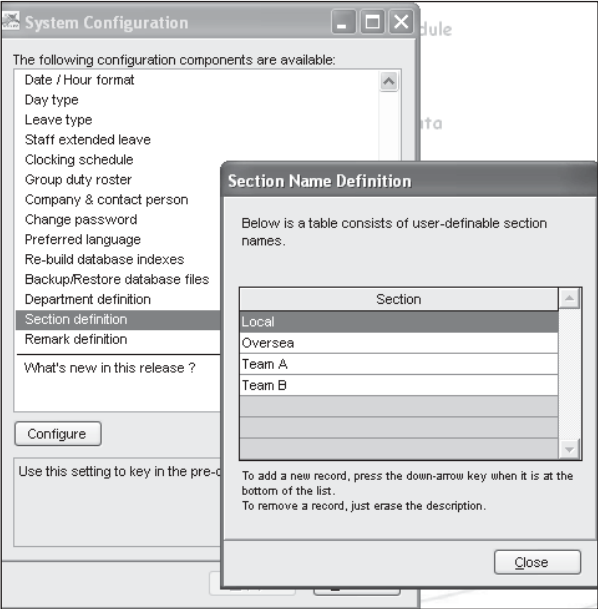 System Configuration
The following configuration components are available:
Date / Hour format
Day type
Leave type
Staff extended leave
Clocking schedule
Group duty roster
Company & contact person
Change password
Preferred language
Re-build database indexes
Backup/Restore database files
Department definition
Section definition
Remark definition
What's new in this release ?
Configure
Use this setting to key in the
Section Name Definition
Below is a table consists of user-definable section
names.
Section
Local
Oversea
Team A
Team B
To add a new record, press the down-arrow key when it is at the
bottom of the list.
To remove a record, just erase the description.
Close